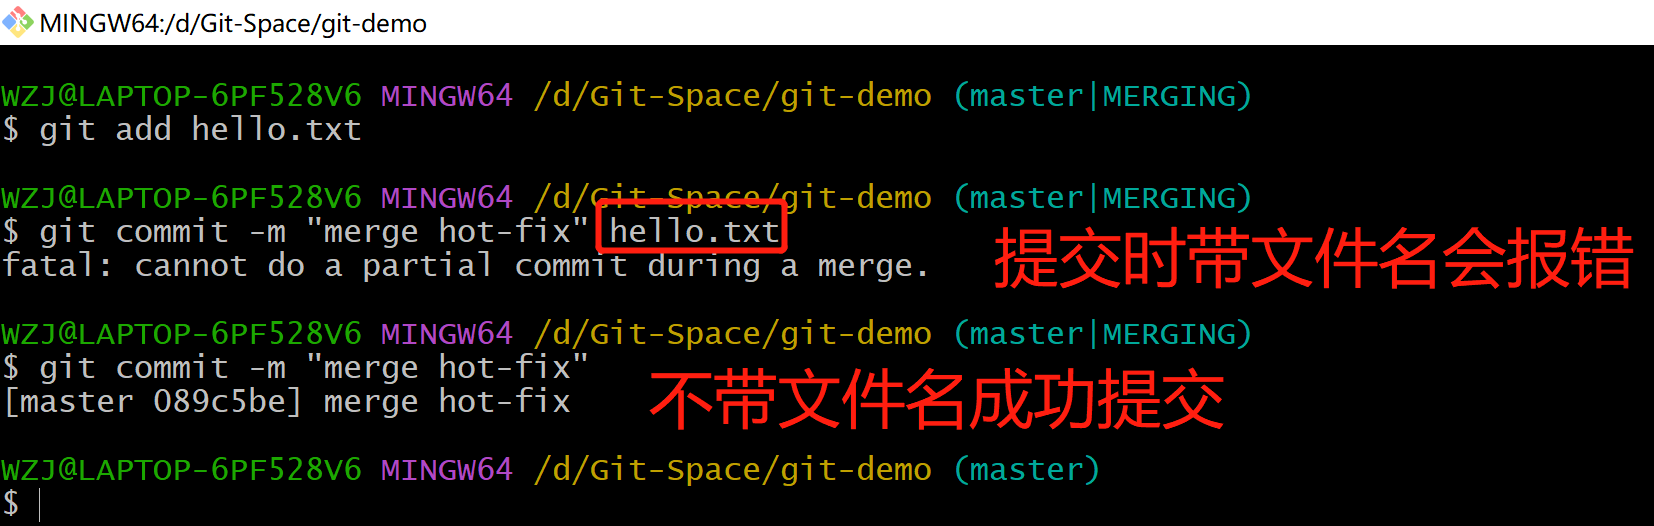 MINGW64:/d/Git-Space/git-demo
WZJ@LAPTOP-6PF528V6 MINGW64 /d/Git-Space/git-demo (master|MERGING)
$ git add hello.txt
WZJ@LAPTOP-6PF528V6 MINGW64 /d/Git-Space/git-demo (master|MERGING)
$ git commit -m "merge hot-fix" hello.txt
fatal: cannot do a partial commit during a merge.
提交时带文件名会报错
WZJ@LAPTOP-6PF528V6 MINGW64 /d/Git-Space/git-demo (master|MERGING)
$ git commit -m "merge hot-fix"
[master 089c5be] merge hot-fix
不带文件名成功提交
WZJ@LAPTOP-6PF528V6 MINGW64 /d/Git-Space/git-demo (master)
$